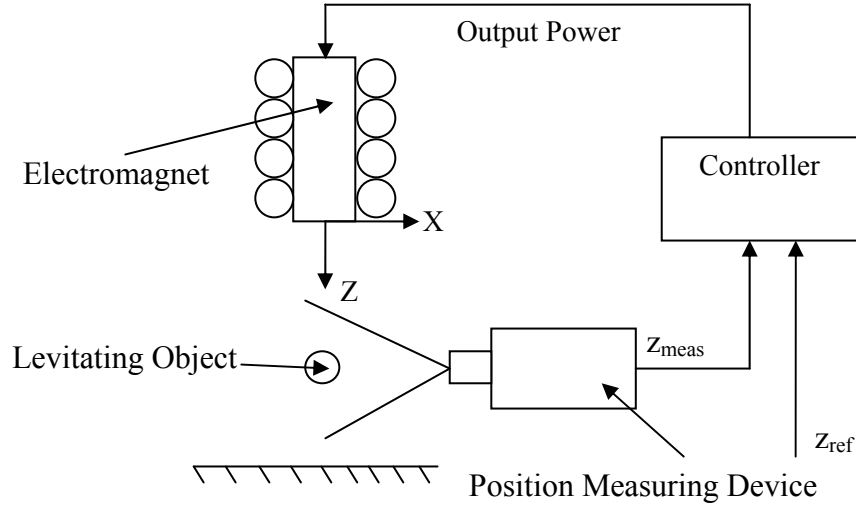 Output Power
Controller
Electromagnet
X
Z
Levitating Object
zmeas
zref
Position Measuring Device